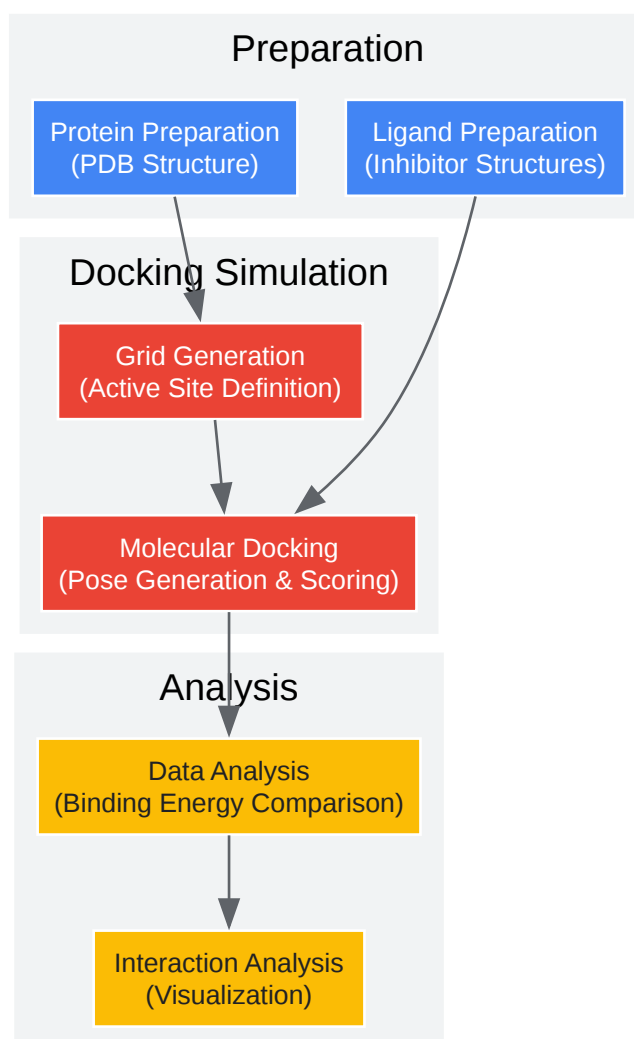 Preparation
Protein Preparation
(PDB Structure)
Ligand Preparation
(Inhibitor Structures)
Docking Simulation
Grid Generation
(Active Site Definition)
Molecular Docking
(Pose Generation & Scoring)
Analysis
Data Analysis
(Binding Energy Comparison)
Interaction Analysis
(Visualization)